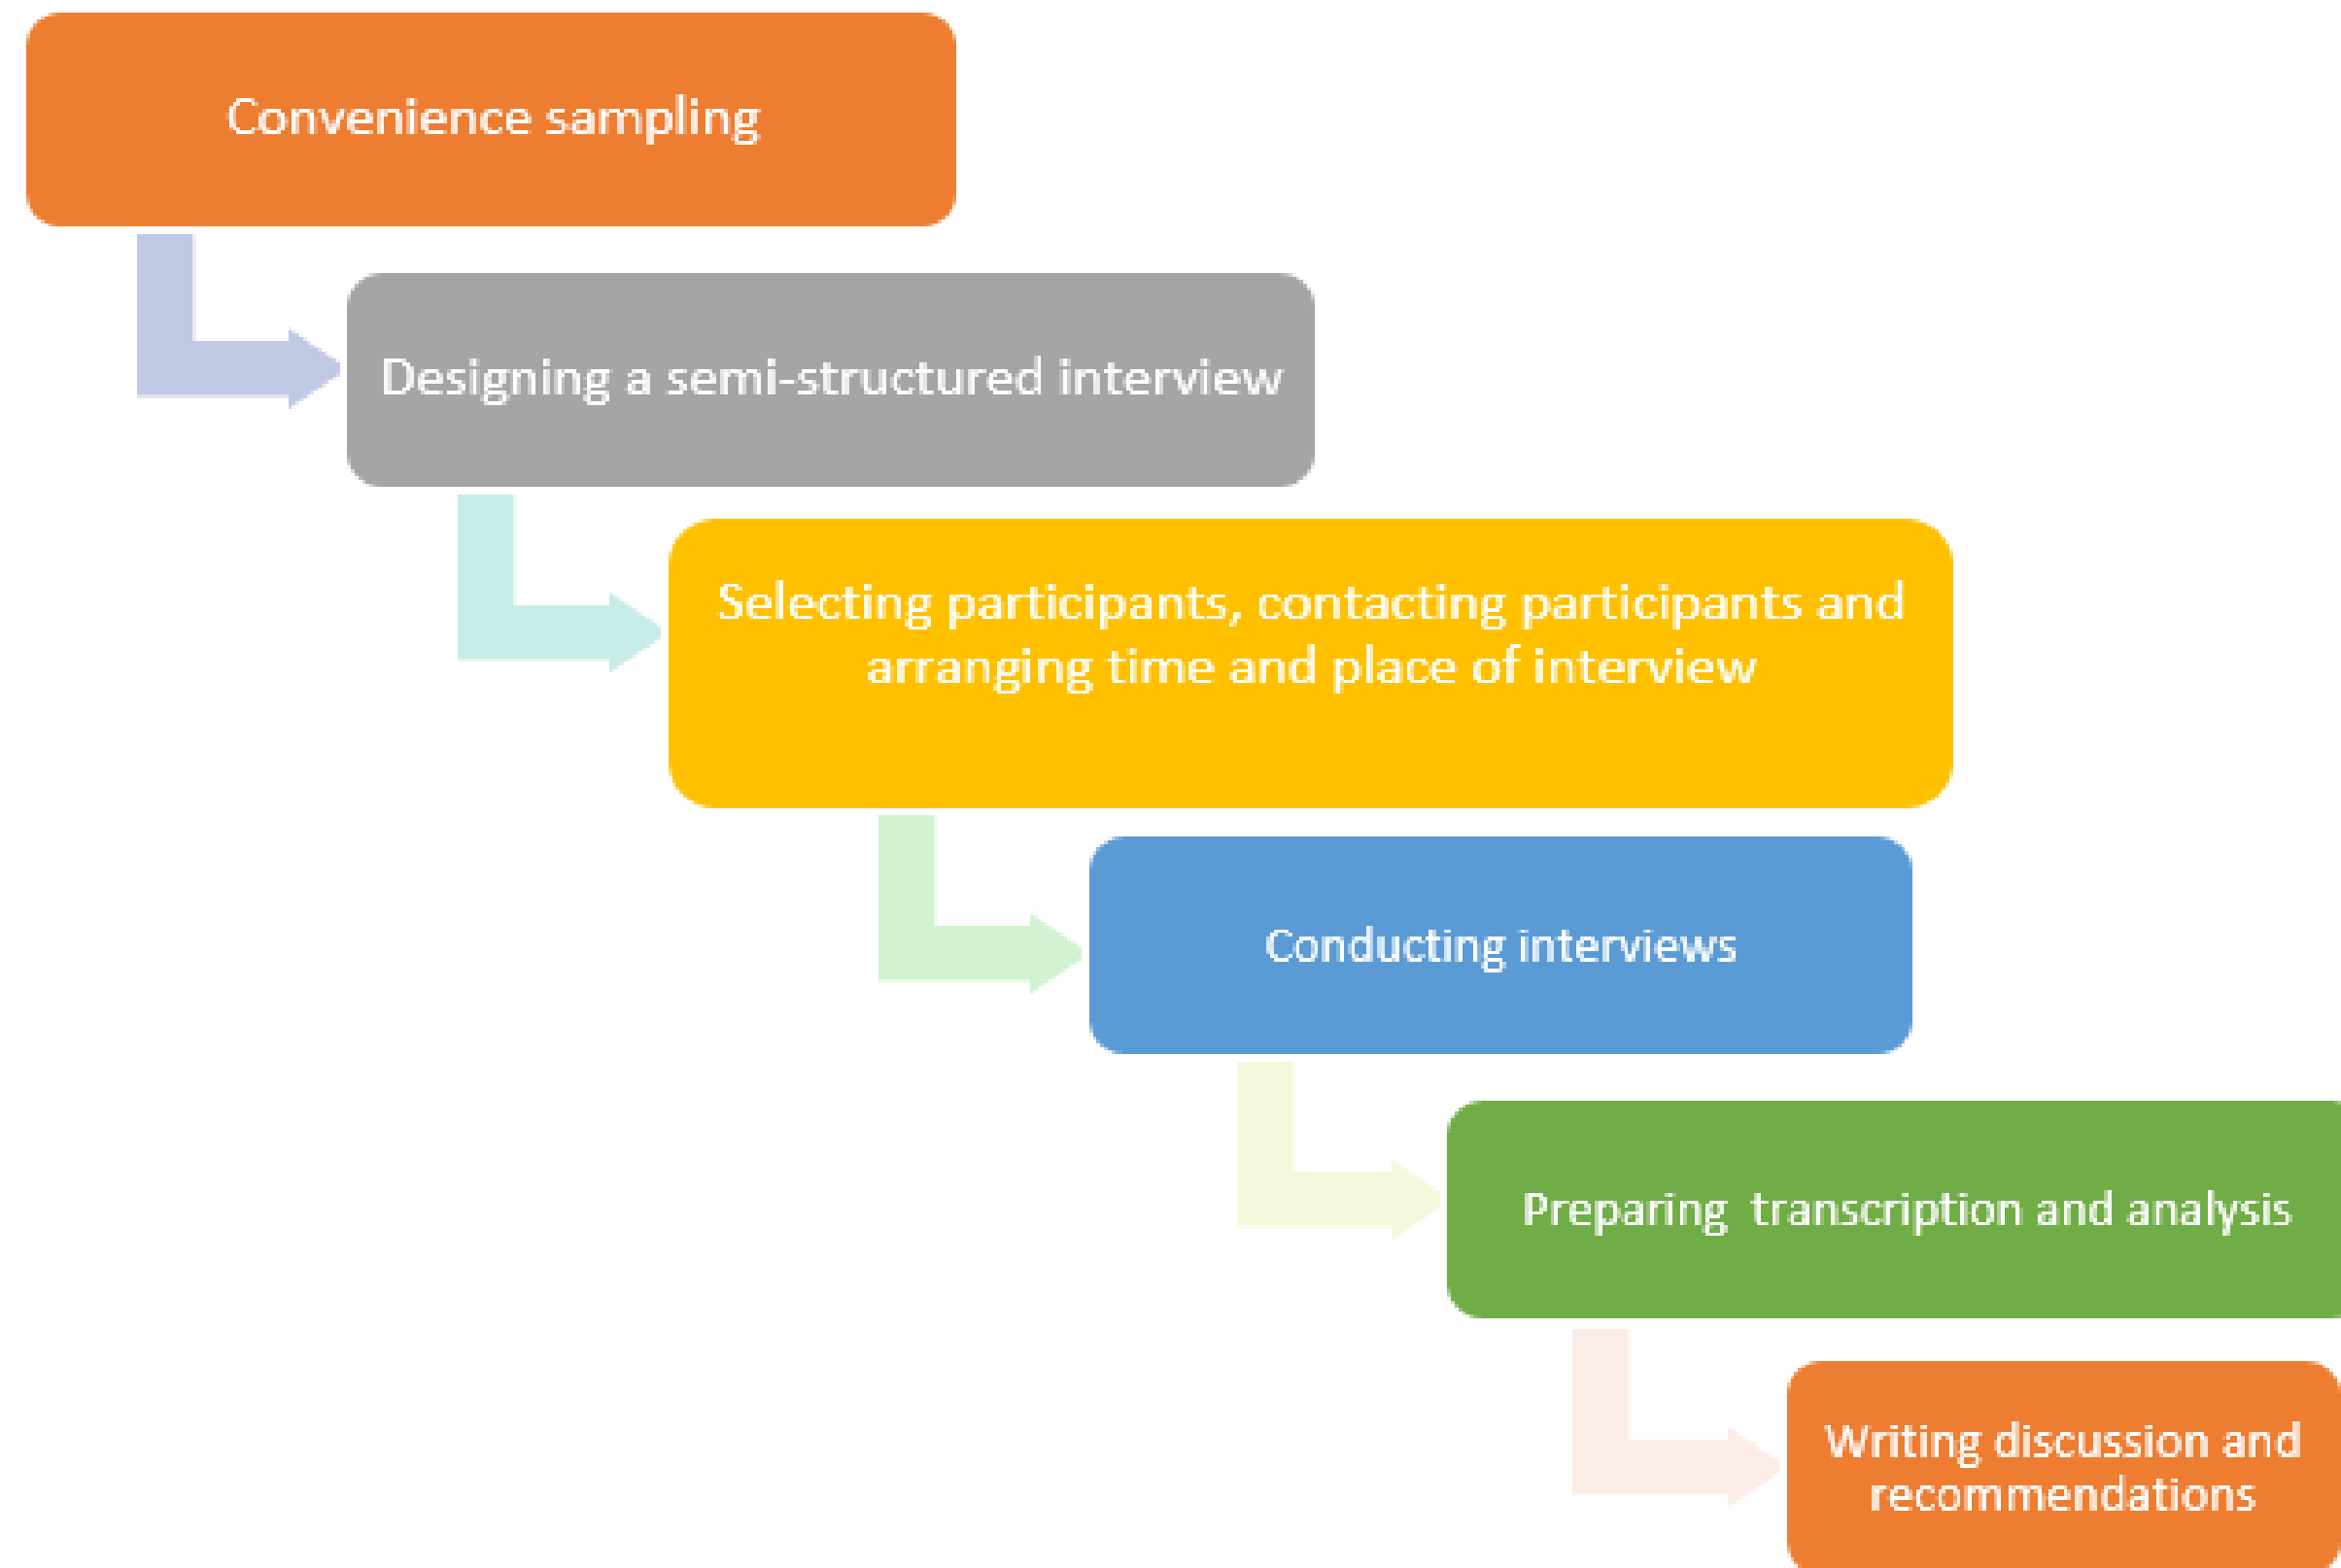 Convenience sampling
Designing a semi-structured interview
Selecting participants, contacting participants and
arranging time and place of interview
Conducting interviews
Preparing  transcription and analysis
Writing discussion and
recommendations